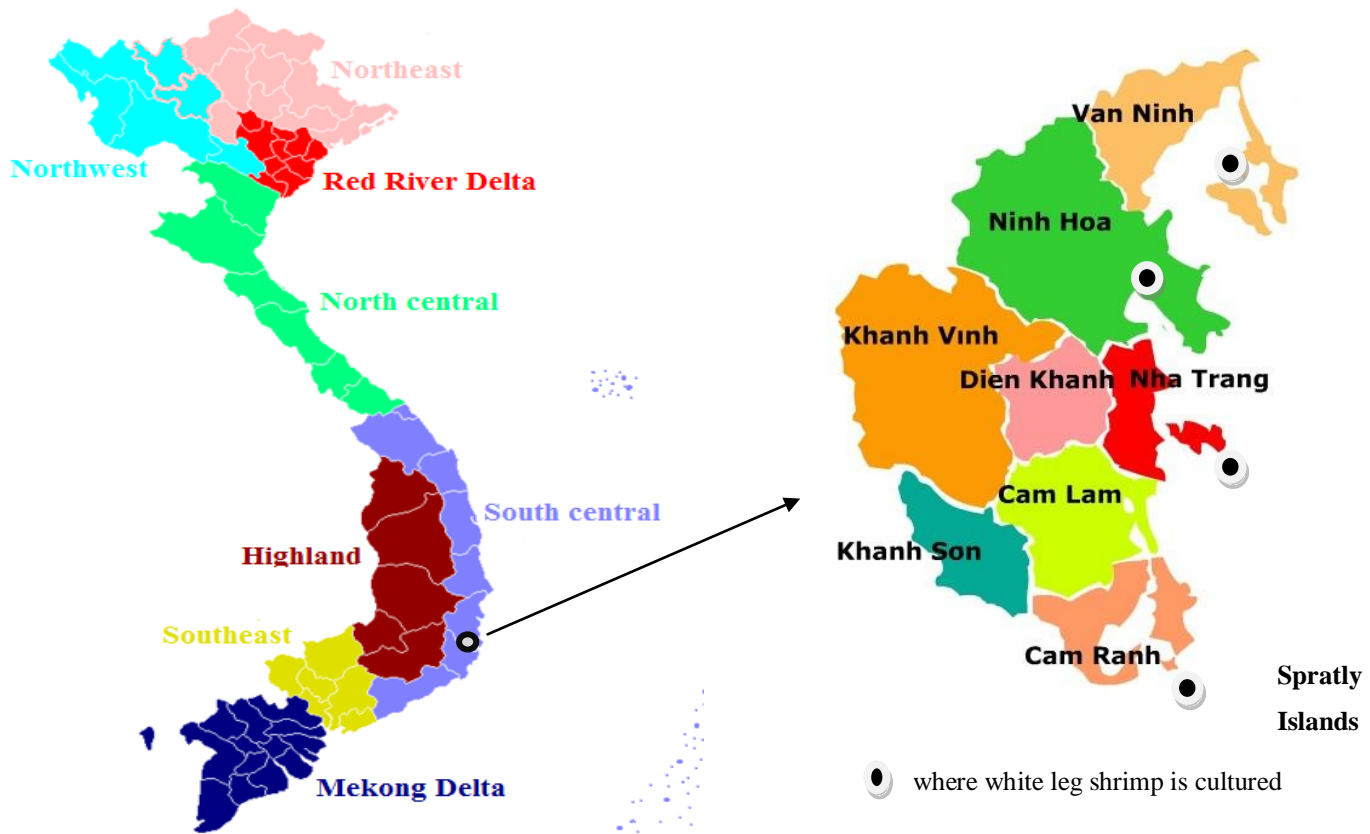 Northeast
Northwest
Red River Delta
North central
South central
Highland
Southeast
Mekong Delta
Van Ninh
Ninh Hoa
Khanh Vınh
Dien Khanh
Nha Trang
Cam Lam
Khanh Son
Cam Ranh
Spratly
Islands
where white leg shrimp is cultured